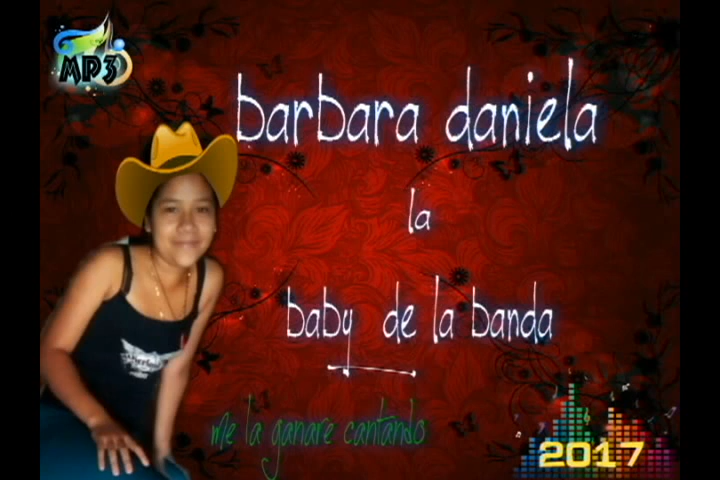 MP3
barbara daniela
la
baby de la banda
me la ganare cantando
2017